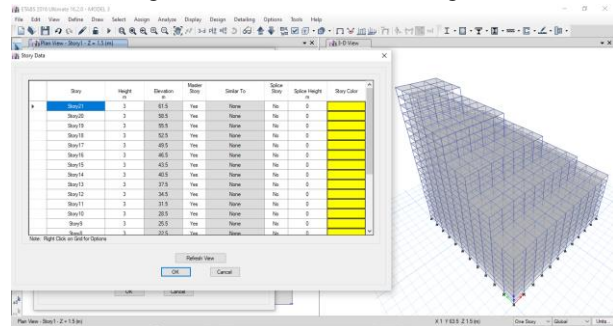 ETABS 2016 Ultimate 16.2.0 - MODEL 3
File Edit View Define Draw Select Assign Analyze Display Design Detailing Options Tools Help
Plan View - Story1 - Z = 1.5 (m)
3-D View
Story Data
Story Height m Elevation m Master Story Similar To Splice Story Splice Height m Story Color
Story21 3 61.5 Yes None No 0
Story20 3 58.5 Yes None No 0
Story19 3 55.5 Yes None No 0
Story18 3 52.5 Yes None No 0
Story17 3 49.5 Yes None No 0
Story16 3 46.5 Yes None No 0
Story15 3 43.5 Yes None No 0
Story14 3 40.5 Yes None No 0
Story13 3 37.5 Yes None No 0
Story12 3 34.5 Yes None No 0
Story11 3 31.5 Yes None No 0
Story10 3 28.5 Yes None No 0
Story9 3 25.5 Yes None No 0
Story8 3 22.5 Yes None No 0
Note: Right Click on Grid for Options
Refresh View
OK Cancel
OK Cancel
Plan View - Story1 - Z = 1.5 (m)
One Story Global Units...